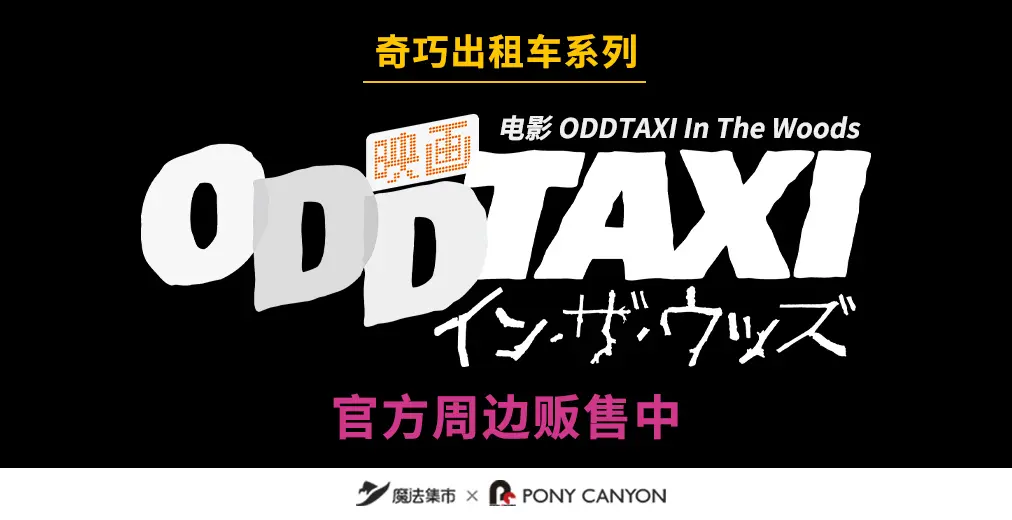 奇巧出租车系列
电影 ODDTAXI In The Woods
映画
ODDTAXI
イン・ザ・ウッズ
官方周边贩售中
魔法集市 × PONY CANYON